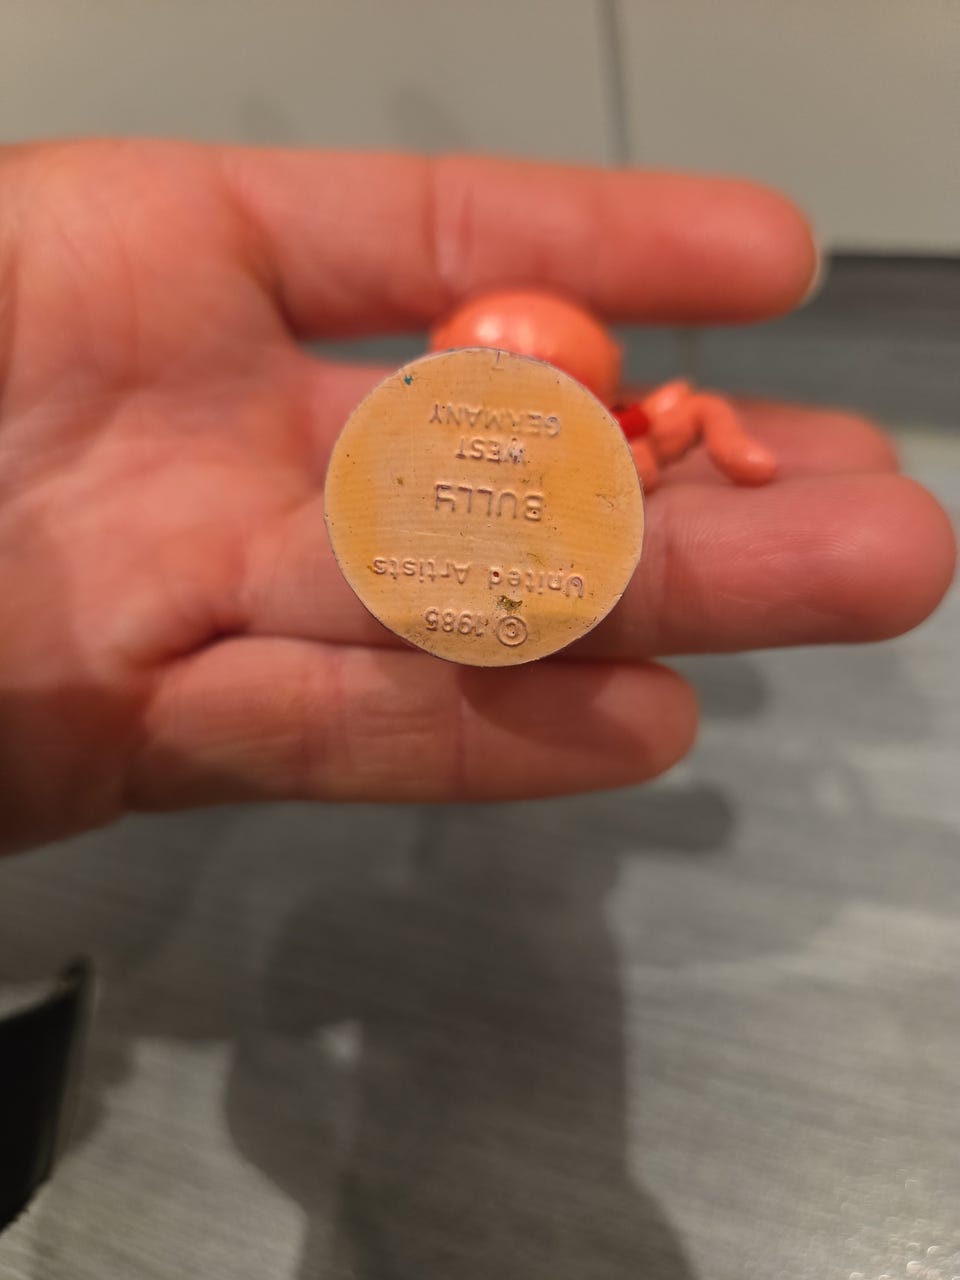 © 1985
United Artists
BULLY
WEST
GERMANY